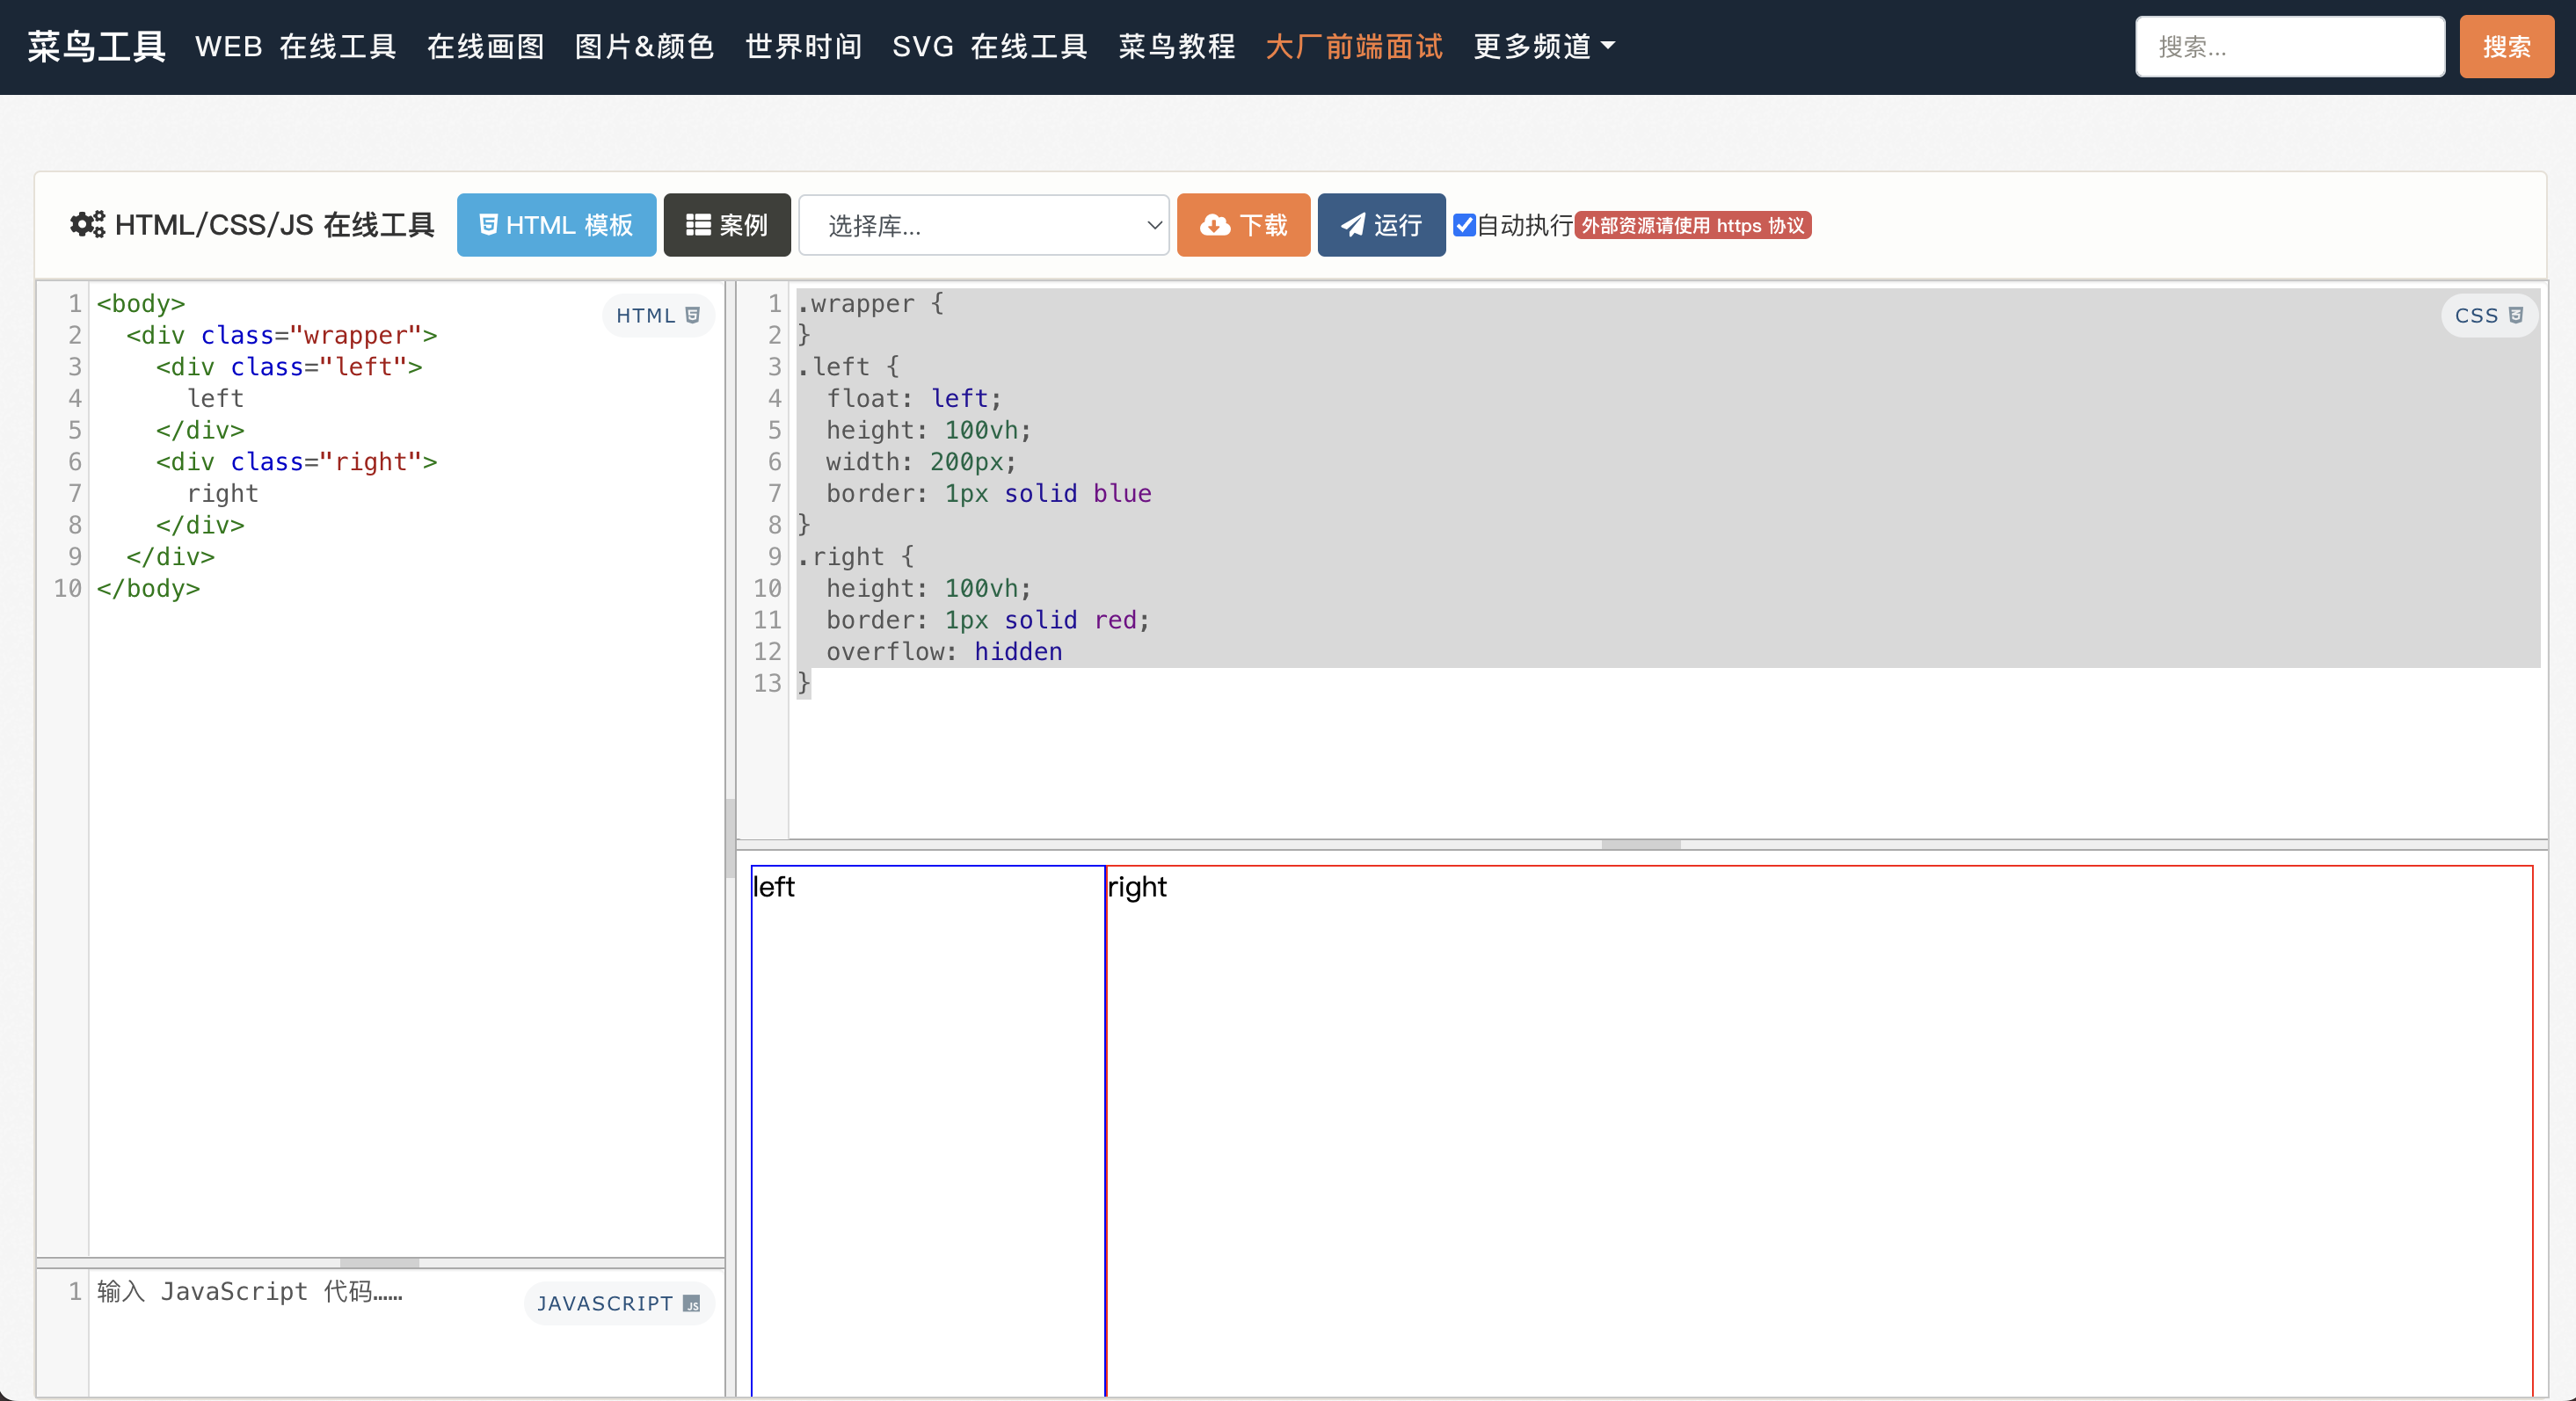 菜鸟工具 WEB 在线工具 在线画图 图片&颜色 世界时间 SVG 在线工具 菜鸟教程 大厂前端面试 更多频道 搜索... 搜索
HTML/CSS/JS 在线工具 HTML 模板 案例 选择库... 下载 运行 自动执行 外部资源请使用 https 协议
HTML
1 <body>
2   <div class="wrapper">
3     <div class="left">
4       left
5     </div>
6     <div class="right">
7       right
8     </div>
9   </div>
10 </body>
CSS
1 .wrapper {
2 }
3 .left {
4   float: left;
5   height: 100vh;
6   width: 200px;
7   border: 1px solid blue
8 }
9 .right {
10   height: 100vh;
11   border: 1px solid red;
12   overflow: hidden
13 }
1 输入 JavaScript 代码……
JAVASCRIPT JS
left
right